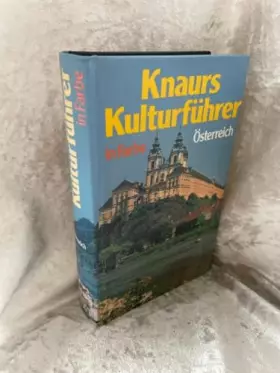 Knaurs
Kulturführer
in Farbe
Österreich
Kulturführer
in Farbe